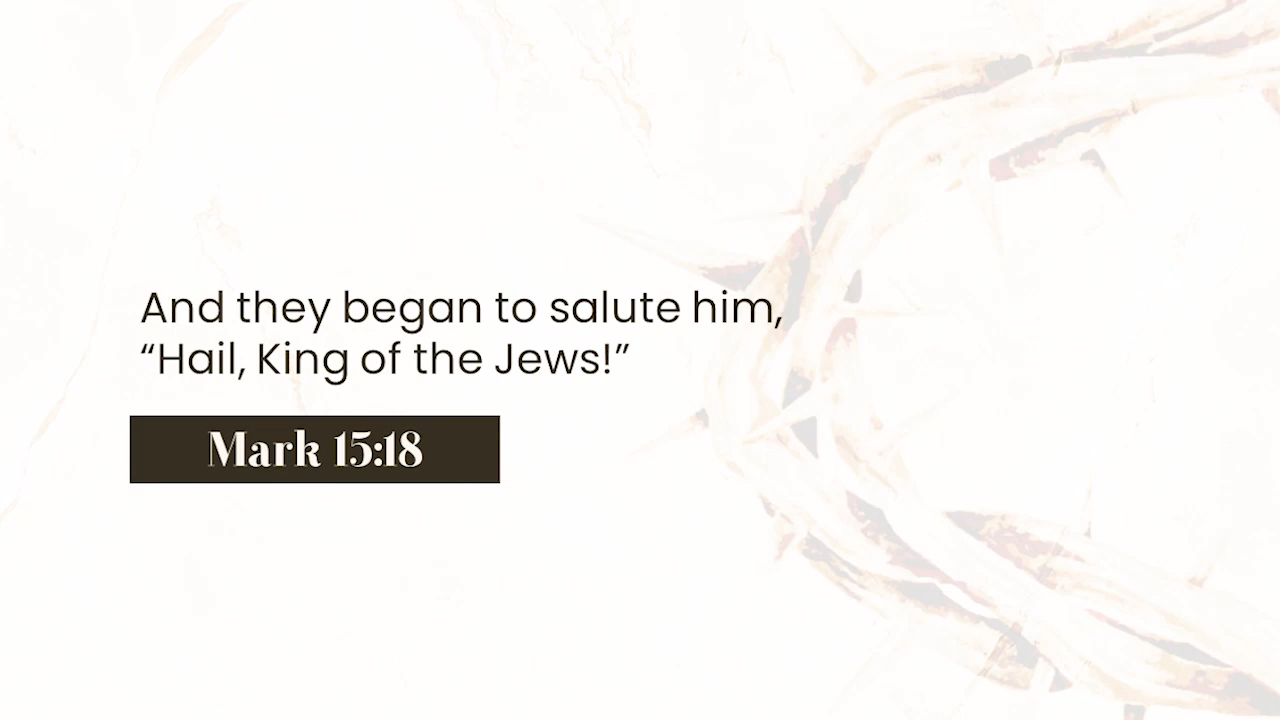 And they began to salute him,
“Hail, King of the Jews!”
Mark 15:18